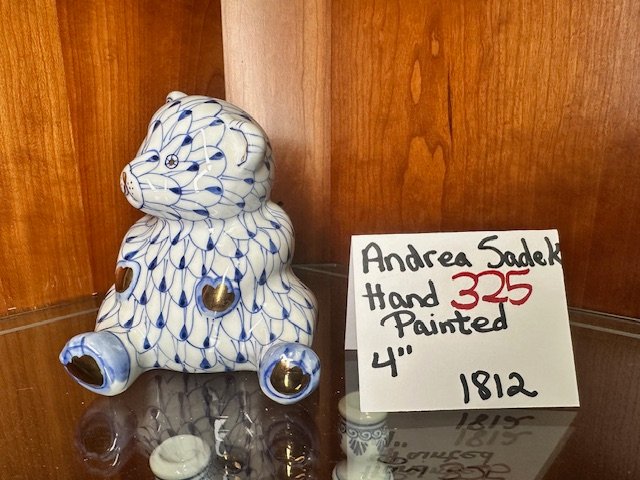 Andrea Sadek
Hand 325
Painted
4"
1812